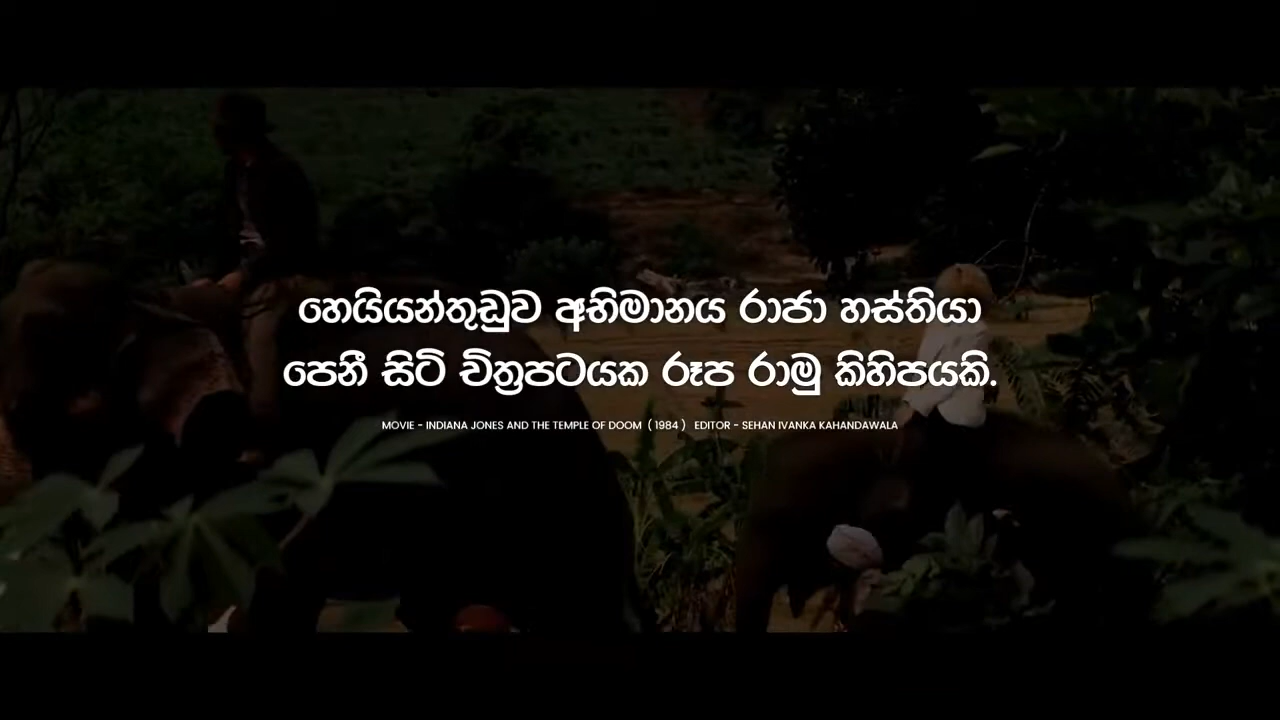 හෙයියන්තුඩුව අභිමානය රාජා හස්තියා
පෙනී සිටි චිත්‍රපටයක රූප රාමු කිහිපයකි.
MOVIE - INDIANA JONES AND THE TEMPLE OF DOOM ( 1984 ) EDITOR - SEHAN IVANKA KAHANDAWALA